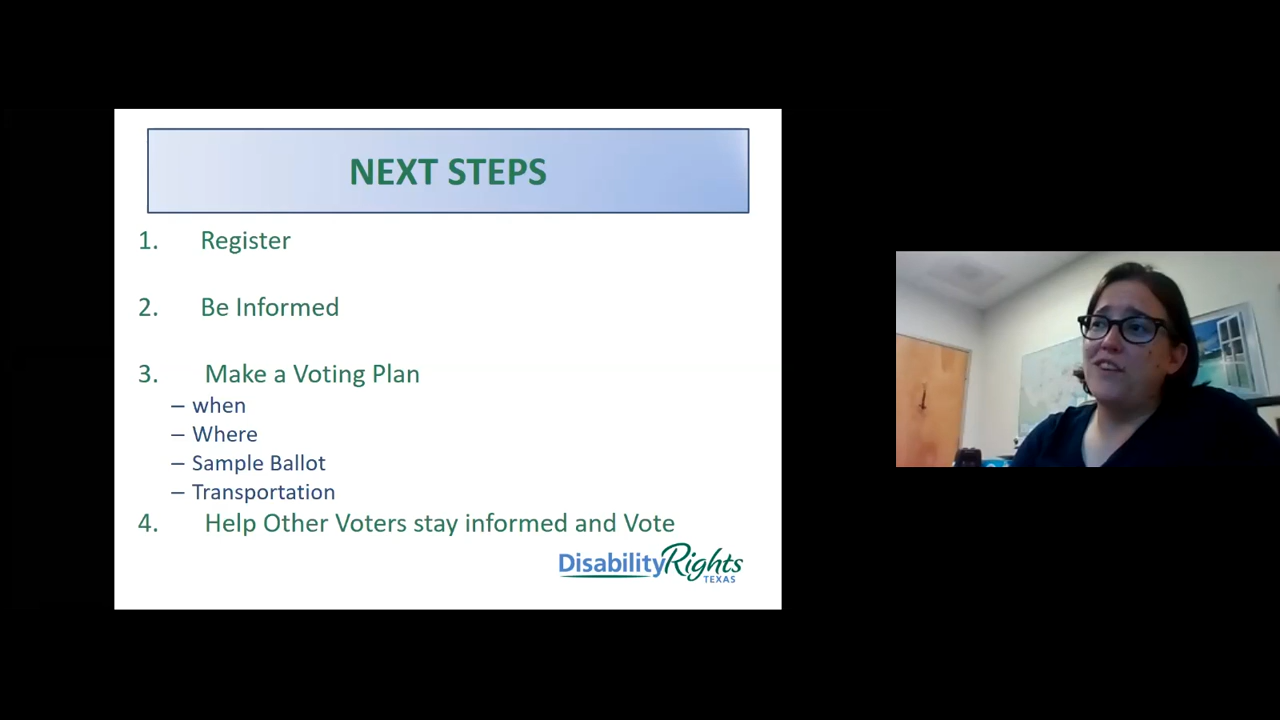 NEXT STEPS
1. Register
2. Be Informed
3. Make a Voting Plan
– when
– Where
– Sample Ballot
– Transportation
4. Help Other Voters stay informed and Vote
DisabilityRights
TEXAS